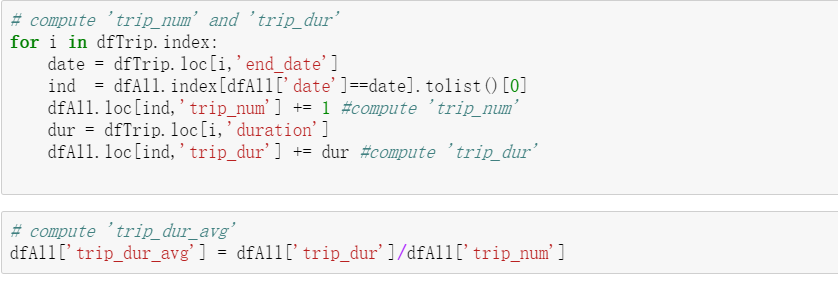 # compute 'trip_num' and 'trip_dur'
for i in dfTrip.index:
    date = dfTrip.loc[i,'end_date']
    ind  = dfAll.index[dfAll['date']==date].tolist()[0]
    dfAll.loc[ind,'trip_num'] += 1 #compute 'trip_num'
    dur = dfTrip.loc[i,'duration']
    dfAll.loc[ind,'trip_dur'] += dur #compute 'trip_dur'
# compute 'trip_dur_avg'
dfAll['trip_dur_avg'] = dfAll['trip_dur']/dfAll['trip_num']